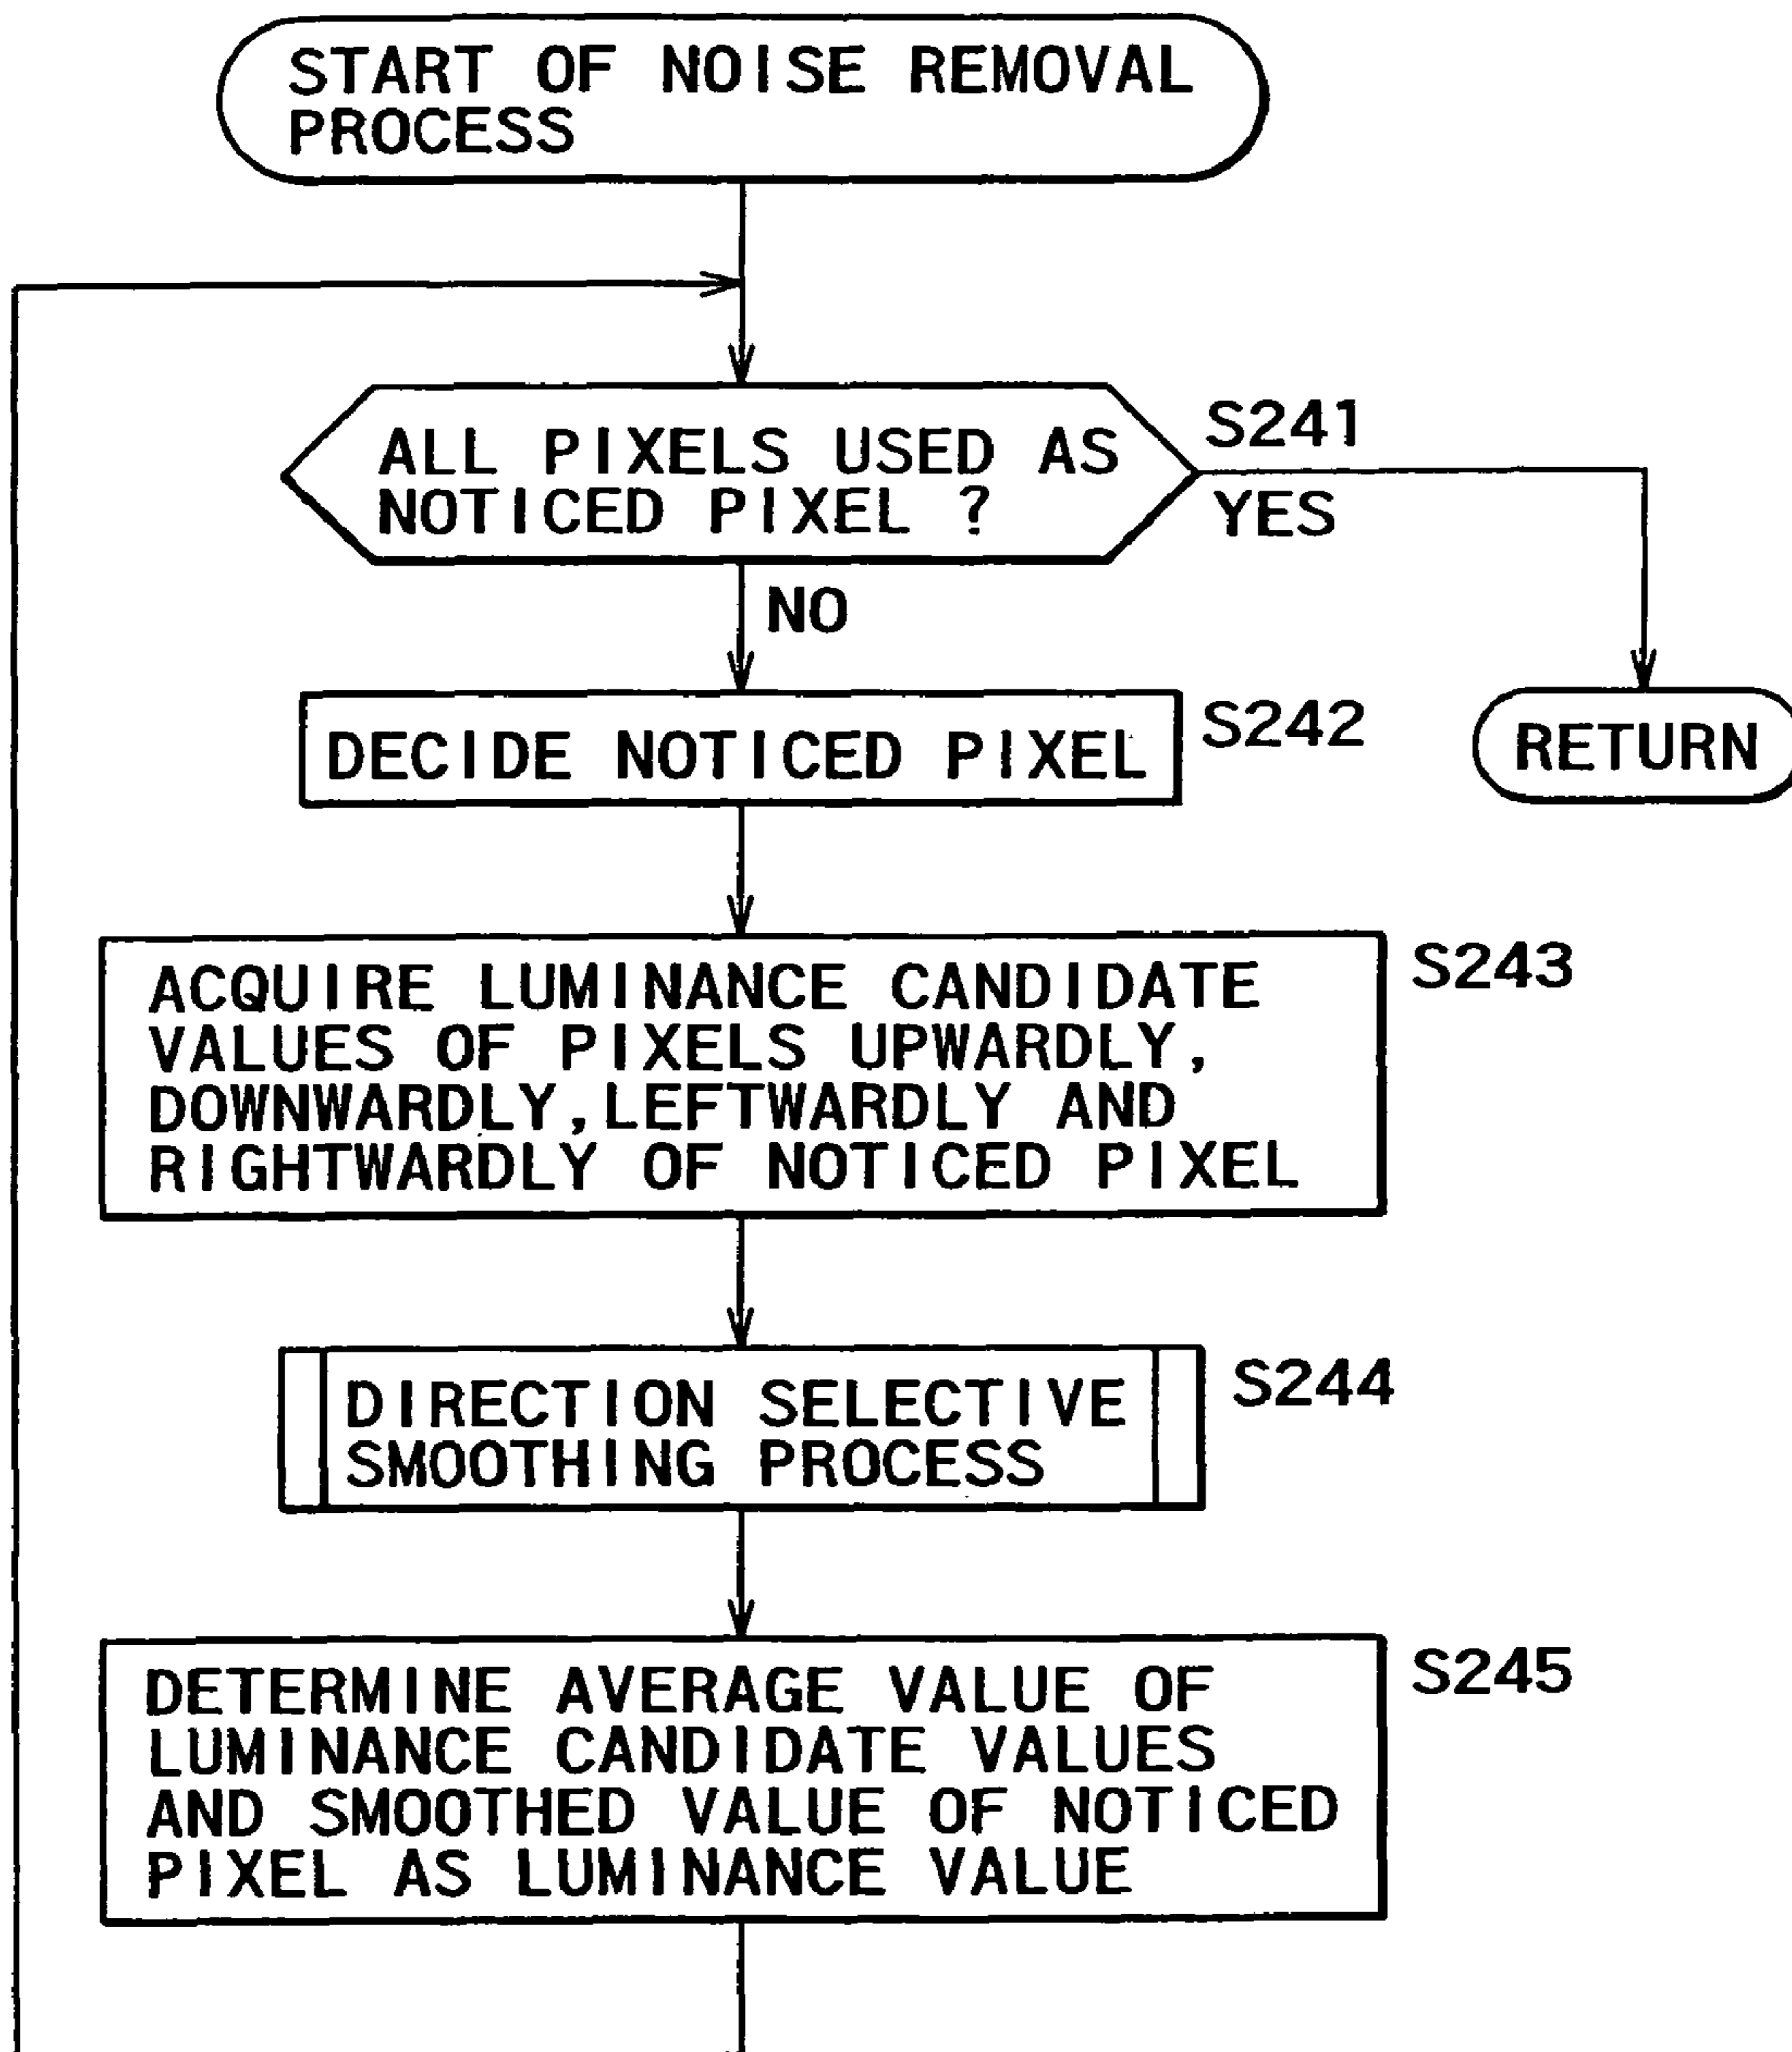 START OF NOISE REMOVAL
PROCESS
ALL PIXELS USED AS
NOTICED PIXEL ?
S241
YES
NO
DECIDE NOTICED PIXEL
S242
RETURN
ACQUIRE LUMINANCE CANDIDATE
VALUES OF PIXELS UPWARDLY,
DOWNWARDLY,LEFTWARDLY AND
RIGHTWARDLY OF NOTICED PIXEL
S243
DIRECTION SELECTIVE
SMOOTHING PROCESS
S244
DETERMINE AVERAGE VALUE OF
LUMINANCE CANDIDATE VALUES
AND SMOOTHED VALUE OF NOTICED
PIXEL AS LUMINANCE VALUE
S245